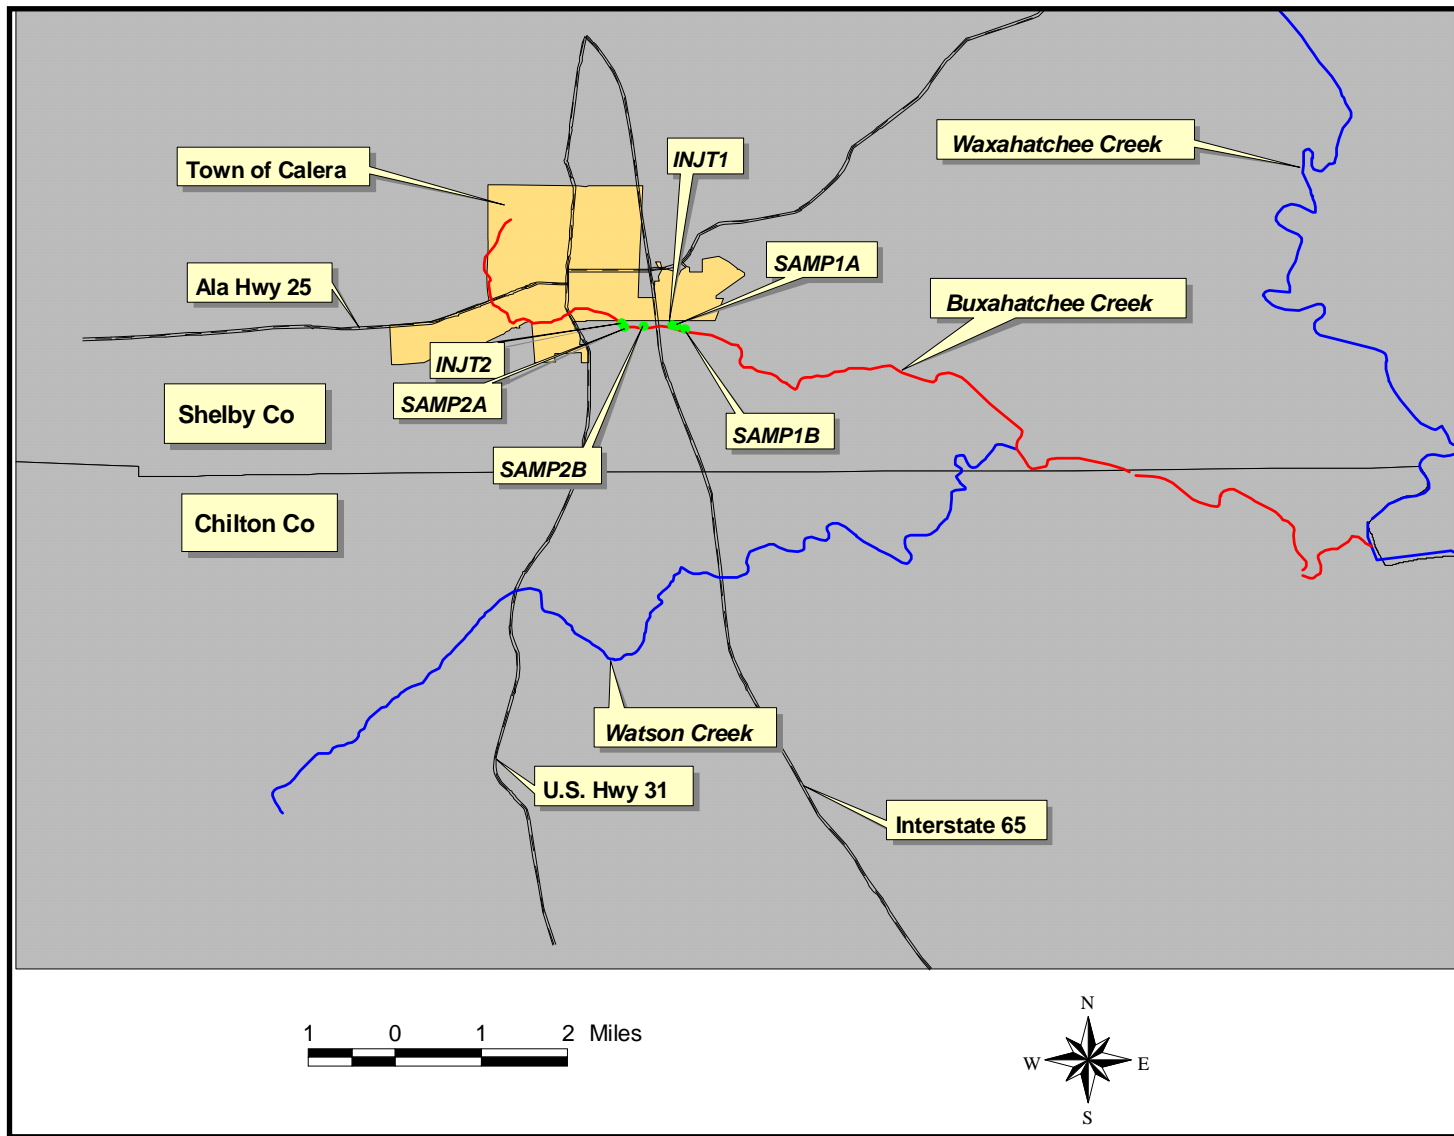 Waxahatchee Creek
INJT1
Town of Calera
SAMP1A
Ala Hwy 25
Buxahatchee Creek
INJT2
SAMP2A
Shelby Co
SAMP1B
SAMP2B
Chilton Co
Watson Creek
U.S. Hwy 31
Interstate 65
N
1 0 1 2 Miles
W E
S